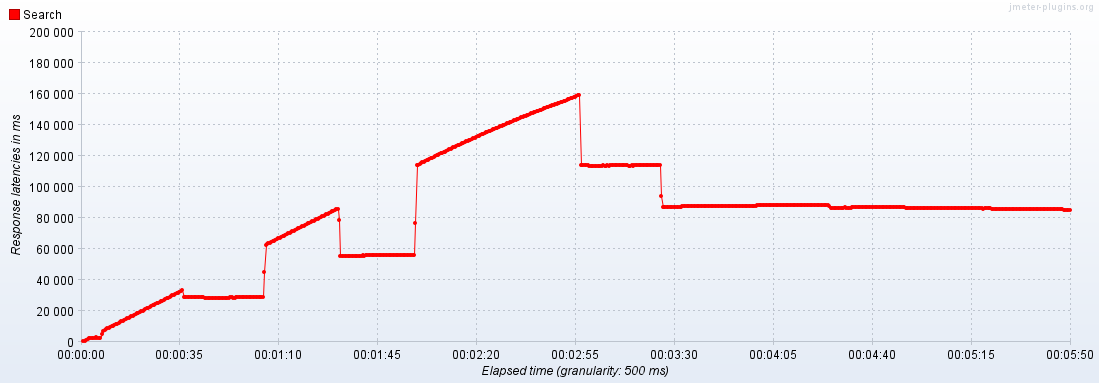 jmeter-plugins.org
Search
200 000
180 000
160 000
140 000
120 000
100 000
80 000
60 000
40 000
20 000
0
Response latencies in ms
00:00:00 00:00:35 00:01:10 00:01:45 00:02:20 00:02:55 00:03:30 00:04:05 00:04:40 00:05:15 00:05:50
Elapsed time (granularity: 500 ms)